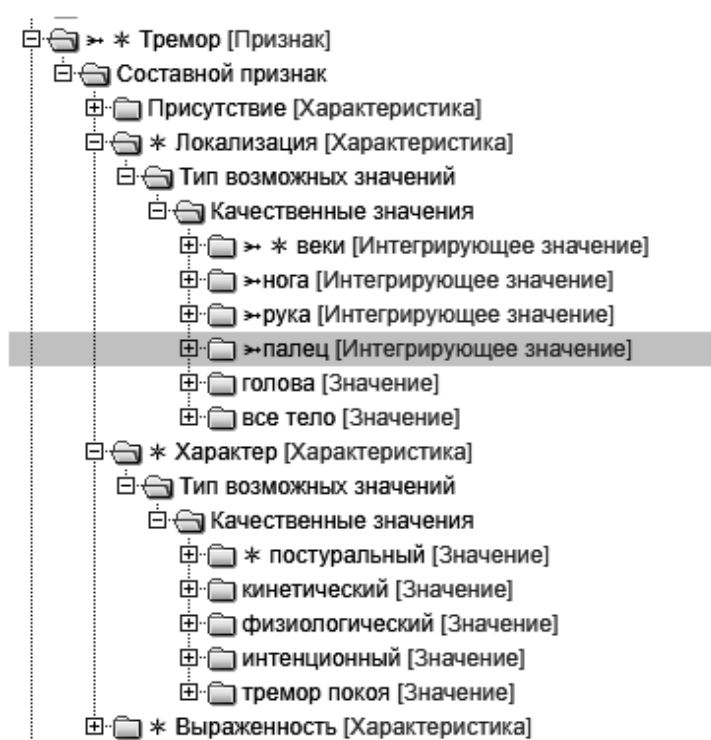 ➳ * Тремор [Признак]
Составной признак
Присутствие [Характеристика]
* Локализация [Характеристика]
Тип возможных значений
Качественные значения
➳ * веки [Интегрирующее значение]
➳нога [Интегрирующее значение]
➳рука [Интегрирующее значение]
➳палец [Интегрирующее значение]
голова [Значение]
все тело [Значение]
* Характер [Характеристика]
Тип возможных значений
Качественные значения
* постуральный [Значение]
кинетический [Значение]
физиологический [Значение]
интенционный [Значение]
тремор покоя [Значение]
* Выраженность [Характеристика]